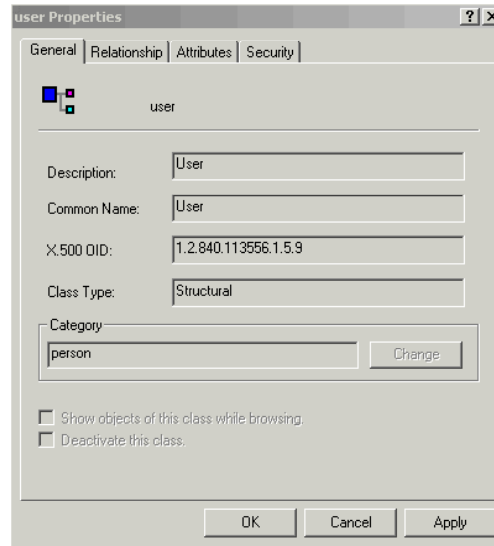 user Properties
? X
General Relationship Attributes Security
user
Description: User
Common Name: User
X.500 OID: 1.2.840.113556.1.5.9
Class Type: Structural
Category
person Change
Show objects of this class while browsing.
Deactivate this class.
OK Cancel Apply